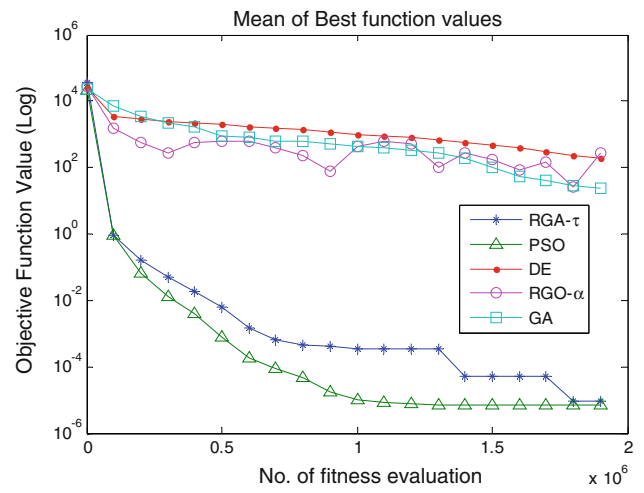 Mean of Best function values
Objective Function Value (Log)
10^6
10^4
10^2
10^0
10^-2
10^-4
10^-6
RGA-τ
PSO
DE
RGO-α
GA
0 0.5 1 1.5 2
No. of fitness evaluation
x 10^6